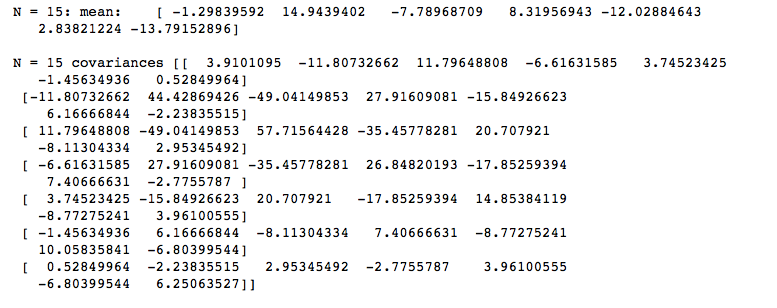 N = 15: mean:    [ -1.29839592  14.9439402   -7.78968709   8.31956943 -12.02884643
   2.83821224 -13.79152896]
N = 15 covariances [[  3.9101095  -11.80732662  11.79648808  -6.61631585   3.74523425
   -1.45634936   0.52849964]
 [-11.80732662  44.42869426 -49.04149853  27.91609081 -15.84926623
    6.16666844  -2.23835515]
 [ 11.79648808 -49.04149853  57.71564428 -35.45778281  20.707921
   -8.11304334   2.95345492]
 [ -6.61631585  27.91609081 -35.45778281  26.84820193 -17.85259394
    7.40666631  -2.7755787 ]
 [  3.74523425 -15.84926623  20.707921   -17.85259394  14.85384119
   -8.77275241   3.96100555]
 [ -1.45634936   6.16666844  -8.11304334   7.40666631  -8.77275241
   10.05835841  -6.80399544]
 [  0.52849964  -2.23835515   2.95345492  -2.7755787    3.96100555
   -6.80399544   6.25063527]]